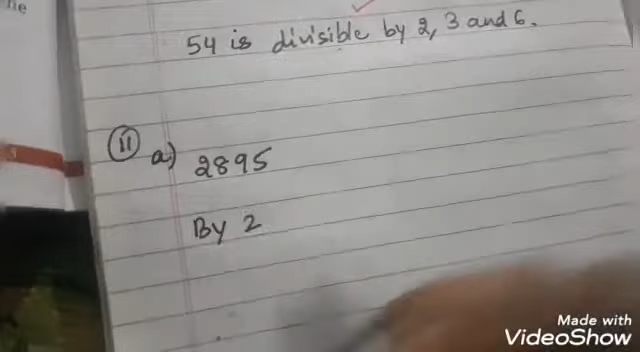 54 is divisible by 2, 3 and 6.
11
a) 2895
By 2
Made with
VideoShow